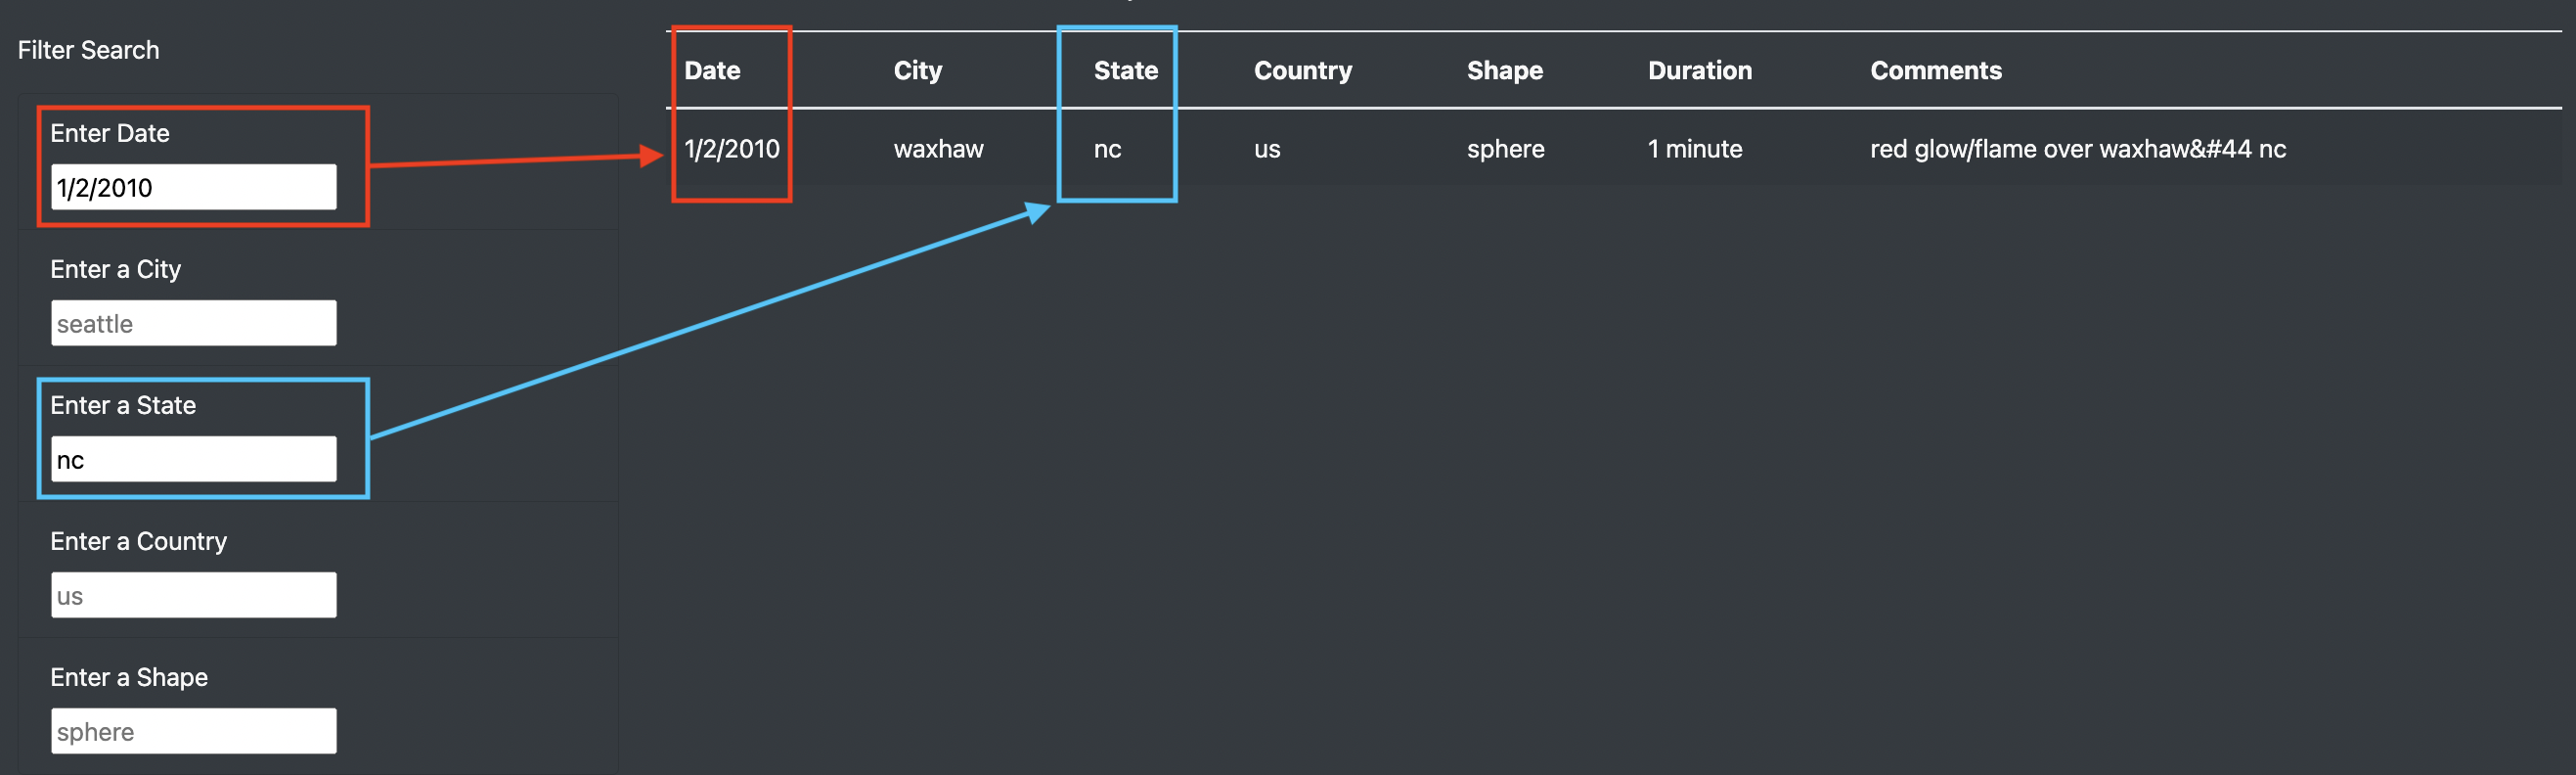 Filter Search
Enter Date
1/2/2010
Enter a City
seattle
Enter a State
nc
Enter a Country
us
Enter a Shape
sphere
Date City State Country Shape Duration Comments
1/2/2010 waxhaw nc us sphere 1 minute red glow/flame over waxhaw&#44 nc